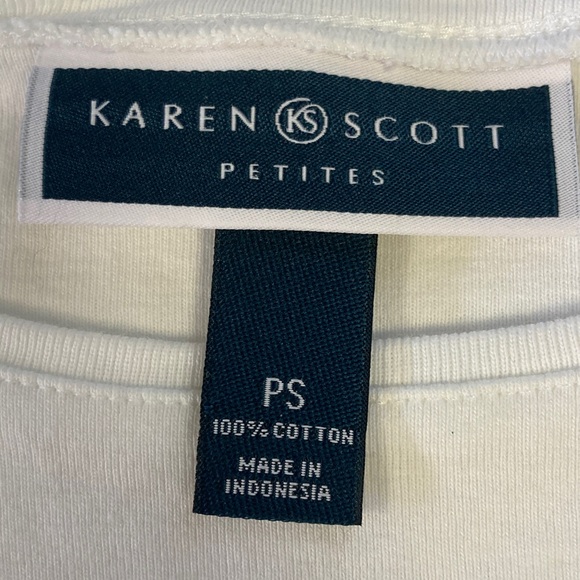 KAREN KS SCOTT
PETITES
PS
100% COTTON
MADE IN
INDONESIA